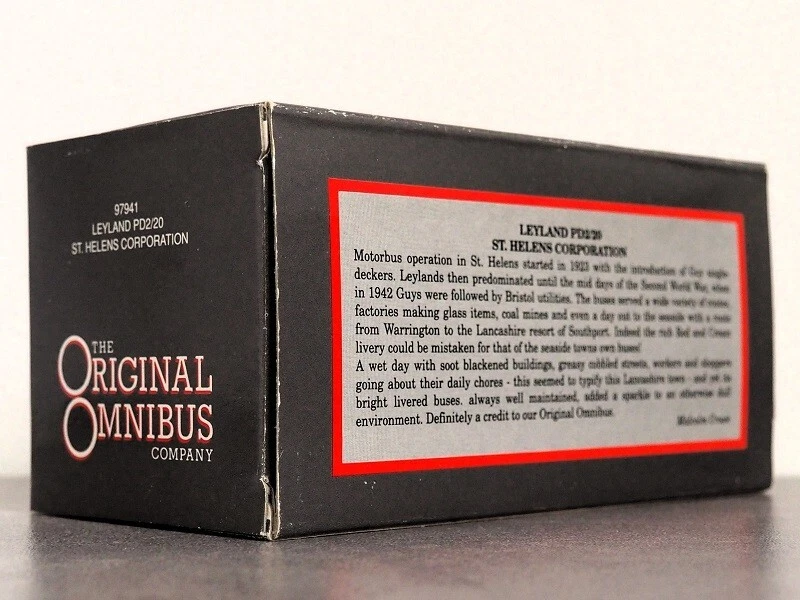 97941
LEYLAND PD2/20
ST. HELENS CORPORATION
THE
ORIGINAL
OMNIBUS
COMPANY
LEYLAND PD2/20
ST. HELENS CORPORATION
Motorbus operation in St. Helens started in 1923 with the introduction of Guy single-
deckers. Leylands then predominated until the mid days of the Second World War, when
in 1942 Guys were followed by Bristol utilities. The buses served a wide variety of routes,
factories making glass items, coal mines and even a day out to the seaside with a route
from Warrington to the Lancashire resort of Southport. Indeed the rich Red and Cream
livery could be mistaken for that of the seaside towns own buses!
A wet day with soot blackened buildings, greasy cobbled streets, workers and shoppers
going about their daily chores - this seemed to typify this Lancashire town - and yet its
bright livered buses. always well maintained, added a sparkle to an otherwise dull
environment. Definitely a credit to our Original Omnibus.
Malcolm